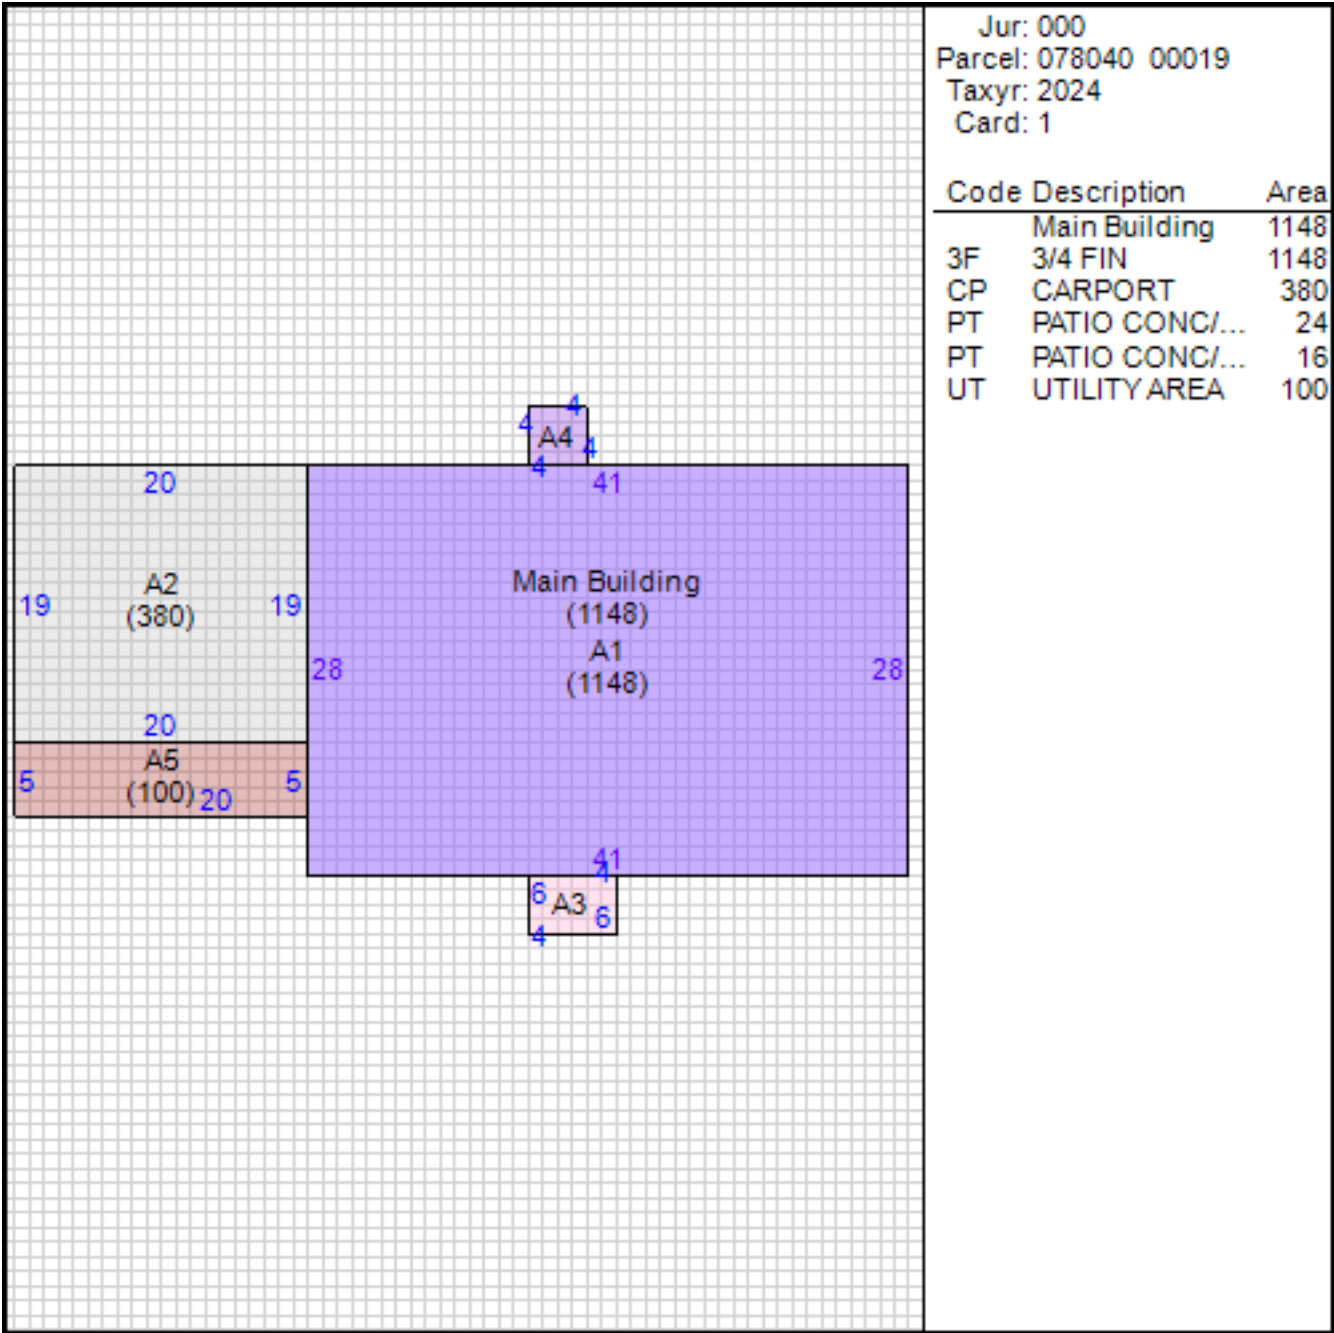 Jur: 000
Parcel: 078040 00019
Taxyr: 2024
Card: 1
Code Description Area
Main Building 1148
3F 3/4 FIN 1148
CP CARPORT 380
PT PATIO CONC/... 24
PT PATIO CONC/... 16
UT UTILITY AREA 100
4
4
A4
4
4
20
41
A2
(380)
19
19
Main Building
(1148)
A1
(1148)
28
28
20
A5
(100)
5
5
20
41
4
6
A3
6
4